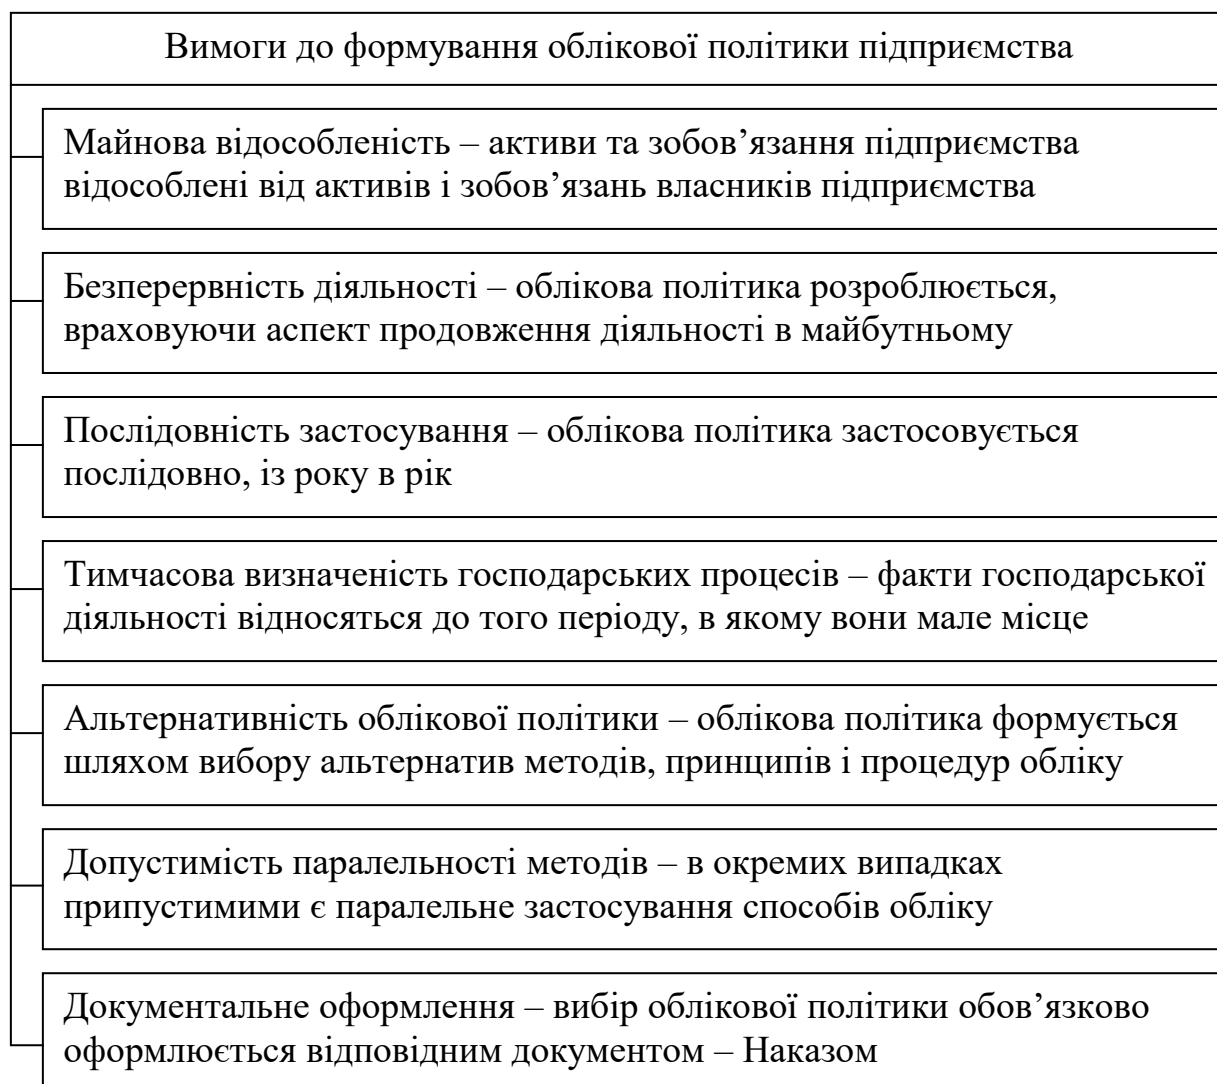 Вимоги до формування облікової політики підприємства
Майнова відособленість – активи та зобов’язання підприємства
відособлені від активів і зобов’язань власників підприємства
Безперервність діяльності – облікова політика розроблюється,
враховуючи аспект продовження діяльності в майбутньому
Послідовність застосування – облікова політика застосовується
послідовно, із року в рік
Тимчасова визначеність господарських процесів – факти господарської
діяльності відносяться до того періоду, в якому вони мале місце
Альтернативність облікової політики – облікова політика формується
шляхом вибору альтернатив методів, принципів і процедур обліку
Допустимість паралельності методів – в окремих випадках
припустимими є паралельне застосування способів обліку
Документальне оформлення – вибір облікової політики обов’язково
оформлюється відповідним документом – Наказом